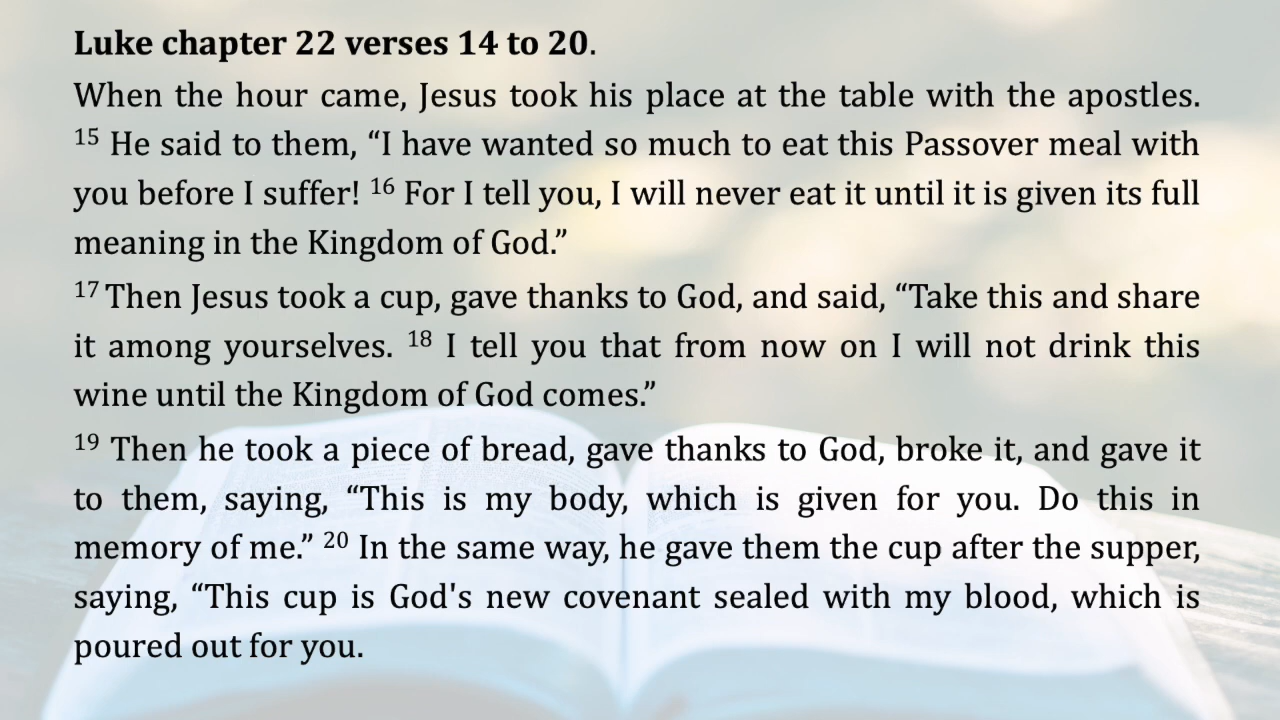 Luke chapter 22 verses 14 to 20.
When the hour came, Jesus took his place at the table with the apostles.
15 He said to them, “I have wanted so much to eat this Passover meal with
you before I suffer! 16 For I tell you, I will never eat it until it is given its full
meaning in the Kingdom of God.”
17 Then Jesus took a cup, gave thanks to God, and said, “Take this and share
it among yourselves. 18 I tell you that from now on I will not drink this
wine until the Kingdom of God comes.”
19 Then he took a piece of bread, gave thanks to God, broke it, and gave it
to them, saying, “This is my body, which is given for you. Do this in
memory of me.” 20 In the same way, he gave them the cup after the supper,
saying, “This cup is God's new covenant sealed with my blood, which is
poured out for you.